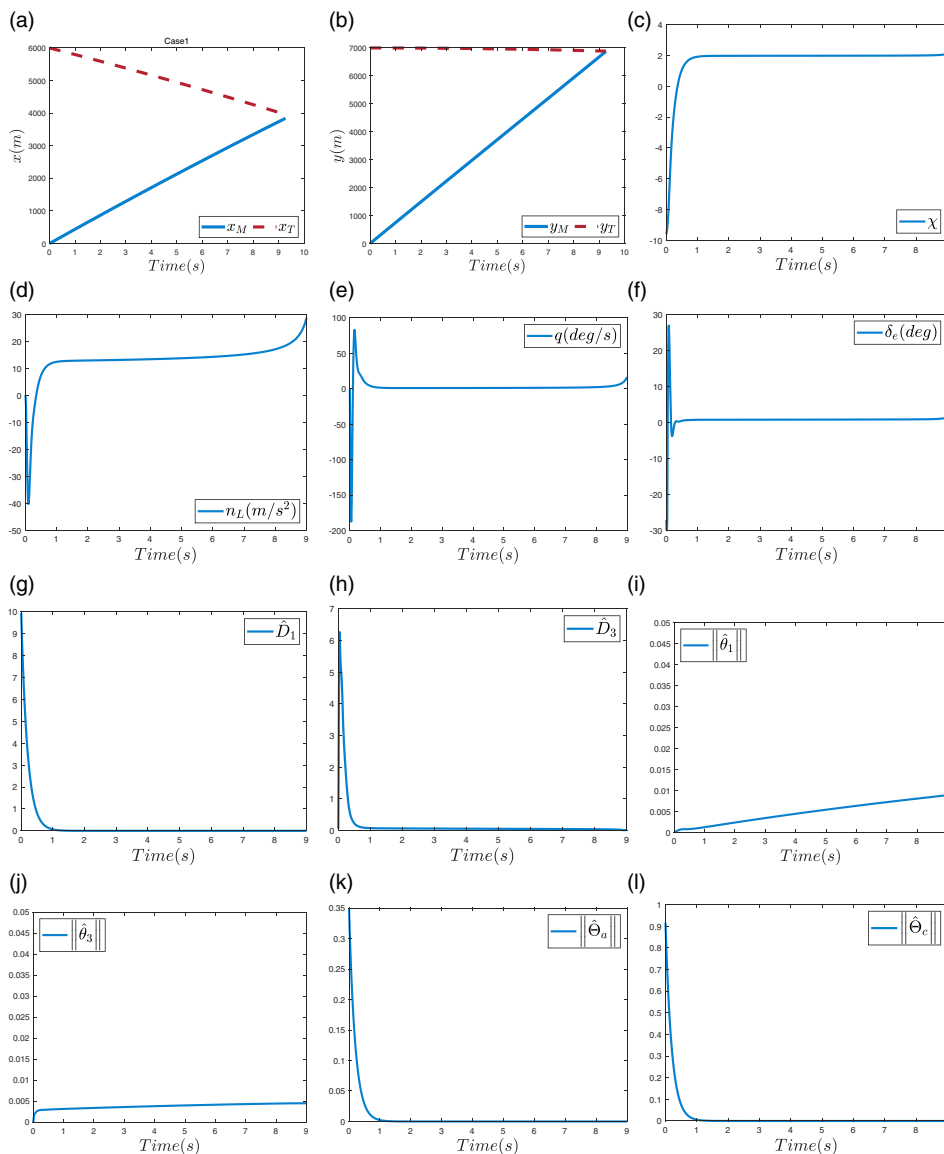 (a)
Case1
6000
5000
4000
3000
2000
1000
0
x(m)
0 1 2 3 4 5 6 7 8 9 10
Time(s)
x_M x_T
(b)
7000
6000
5000
4000
3000
2000
1000
0
y(m)
0 1 2 3 4 5 6 7 8 9 10
Time(s)
y_M y_T
(c)
4
2
0
-2
-4
-6
-8
-10
0 1 2 3 4 5 6 7 8
Time(s)
χ
(d)
30
20
10
0
-10
-20
-30
-40
-50
0 1 2 3 4 5 6 7 8 9
Time(s)
n_L(m/s²)
(e)
100
50
0
-50
-100
-150
-200
0 1 2 3 4 5 6 7 8 9
Time(s)
q(deg/s)
(f)
30
20
10
0
-10
-20
-30
0 1 2 3 4 5 6 7 8
Time(s)
δ_e(deg)
(g)
10
9
8
7
6
5
4
3
2
1
0
0 1 2 3 4 5 6 7 8 9
Time(s)
D̂_1
(h)
7
6
5
4
3
2
1
0
0 1 2 3 4 5 6 7 8 9
Time(s)
D̂_3
(i)
0.05
0.045
0.04
0.035
0.03
0.025
0.02
0.015
0.01
0.005
0
0 1 2 3 4 5 6 7 8
Time(s)
||θ̂_1||
(j)
0.05
0.045
0.04
0.035
0.03
0.025
0.02
0.015
0.01
0.005
0
0 1 2 3 4 5 6 7 8 9
Time(s)
||θ̂_3||
(k)
0.35
0.3
0.25
0.2
0.15
0.1
0.05
0
0 1 2 3 4 5 6 7 8 9
Time(s)
||Θ̂_a||
(l)
1
0.9
0.8
0.7
0.6
0.5
0.4
0.3
0.2
0.1
0
0 1 2 3 4 5 6 7 8
Time(s)
||Θ̂_c||